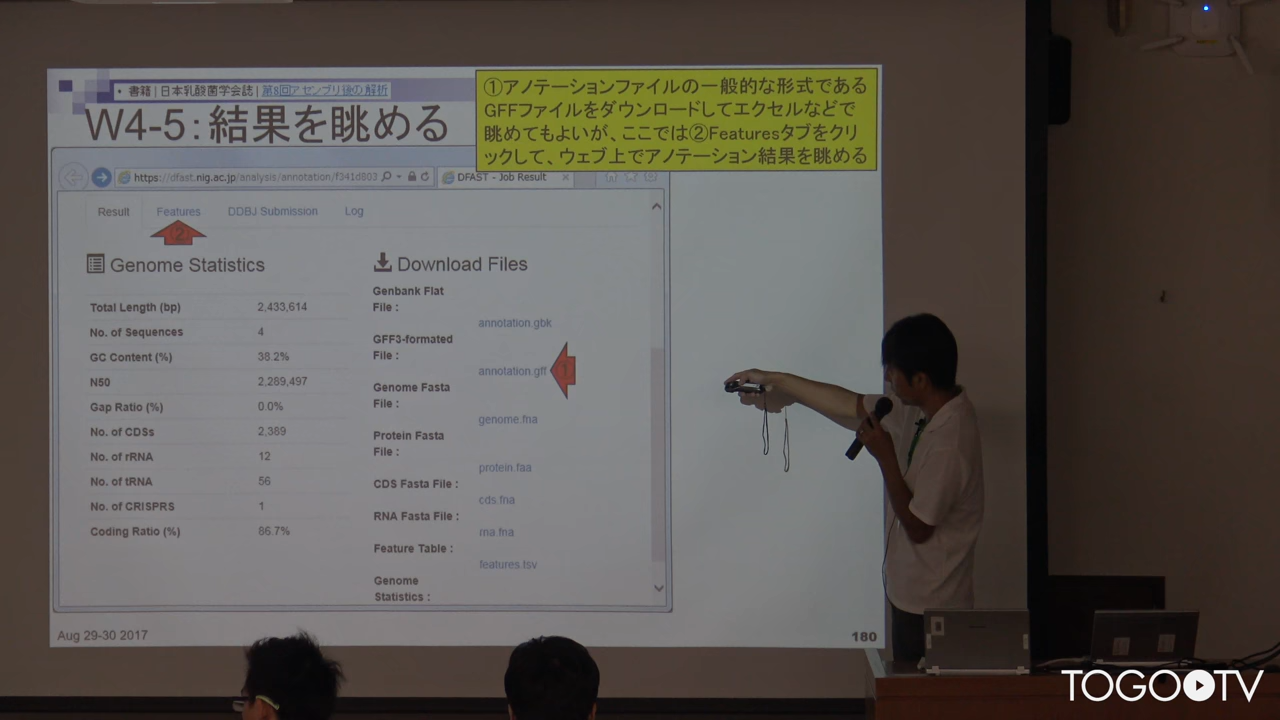 • 書籍 | 日本乳酸菌学会誌 | 第8回アセンブリ後の解析
W4-5：結果を眺める
①アノテーションファイルの一般的な形式である
GFFファイルをダウンロードしてエクセルなどで
眺めてもよいが、ここでは②Featuresタブをクリ
ックして、ウェブ上でアノテーション結果を眺める
https://dfast.nig.ac.jp/analysis/annotation/f341d803
DFAST - Job Result
Result Features DDBJ Submission Log
②
Genome Statistics
Total Length (bp) 2,433,614
No. of Sequences 4
GC Content (%) 38.2%
N50 2,289,497
Gap Ratio (%) 0.0%
No. of CDSs 2,389
No. of rRNA 12
No. of tRNA 56
No. of CRISPRS 1
Coding Ratio (%) 86.7%
Download Files
Genbank Flat
File :
annotation.gbk
GFF3-formated
File :
annotation.gff
①
Genome Fasta
File :
genome.fna
Protein Fasta
File :
protein.faa
CDS Fasta File :
cds.fna
RNA Fasta File :
rna.fna
Feature Table :
features.tsv
Genome
Statistics :
Aug 29-30 2017
180
TOGO TV